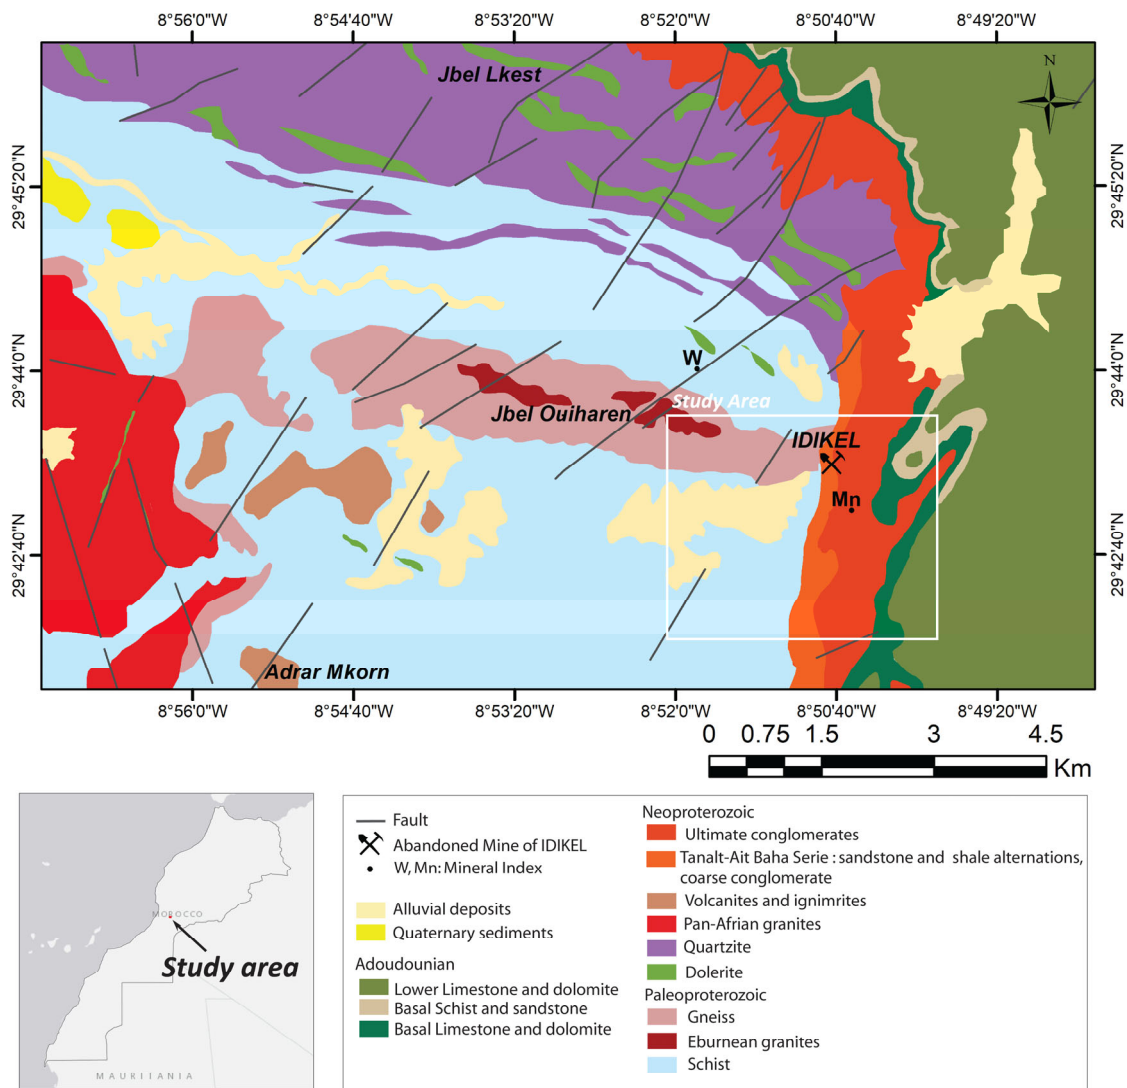 8°56'0"W 8°54'40"W 8°53'20"W 8°52'0"W 8°50'40"W 8°49'20"W
N
Jbel Lkest
29°45'20"N 29°45'20"N
29°44'0"N 29°44'0"N
W
Study Area
Jbel Ouiharen
IDIKEL
Mn
29°42'40"N 29°42'40"N
Adrar Mkorn
8°56'0"W 8°54'40"W 8°53'20"W 8°52'0"W 8°50'40"W 8°49'20"W
0 0.75 1.5 3 4.5
Km
MOROCCO
Study area
MAURITANIA
Fault
Abandoned Mine of IDIKEL
W, Mn: Mineral Index
Alluvial deposits
Quaternary sediments
Adoudounian
Lower Limestone and dolomite
Basal Schist and sandstone
Basal Limestone and dolomite
Neoproterozoic
Ultimate conglomerates
Tanalt-Ait Baha Serie : sandstone and shale alternations,
coarse conglomerate
Volcanites and ignimrites
Pan-Afrian granites
Quartzite
Dolerite
Paleoproterozoic
Gneiss
Eburnean granites
Schist